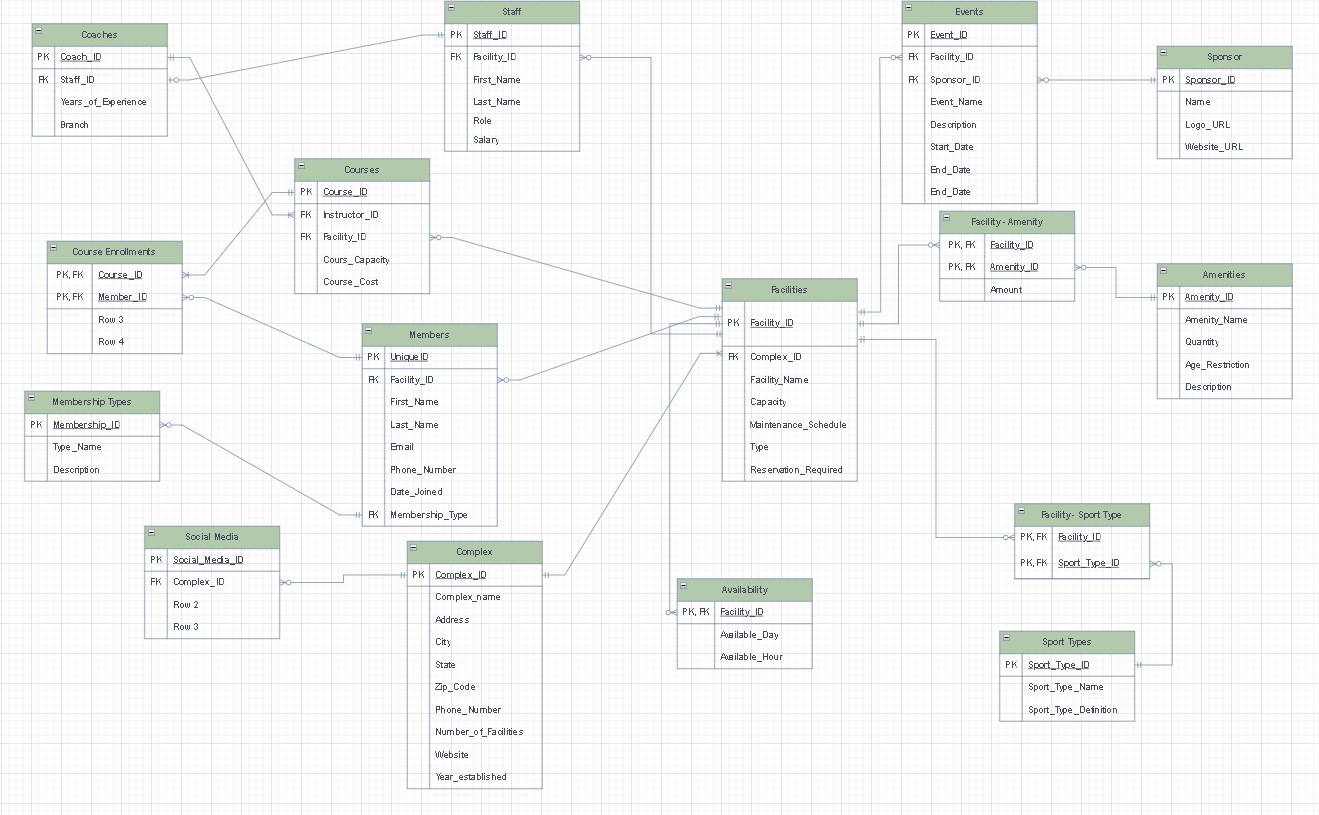 Coaches
PK Coach_ID
FK Staff_ID
Years_of_Experience
Branch
Staff
PK Staff_ID
FK Facility_ID
First_Name
Last_Name
Role
Salary
Events
PK Event_ID
FK Facility_ID
FK Sponsor_ID
Event_Name
Description
Start_Date
End_Date
End_Date
Sponsor
PK Sponsor_ID
Name
Logo_URL
Website_URL
Courses
PK Course_ID
FK Instructor_ID
FK Facility_ID
Cours_Capacity
Course_Cost
Facility- Amenity
PK, FK Facility_ID
PK, FK Amenity_ID
Amount
Course Enrollments
PK, FK Course_ID
PK, FK Member_ID
Row 3
Row 4
Amenities
PK Amenity_ID
Amenity_Name
Quantity
Age_Restriction
Description
Facilities
PK Facility_ID
FK Complex_ID
Facility_Name
Capacity
Maintenance_Schedule
Type
Reservation_Required
Members
PK UniqueID
FK Facility_ID
First_Name
Last_Name
Email
Phone_Number
Date_Joined
FK Membership_Type
Membership Types
PK Membership_ID
Type_Name
Description
Social Media
PK Social_Media_ID
FK Complex_ID
Row 2
Row 3
Complex
PK Complex_ID
Complex_name
Address
City
State
Zip_Code
Phone_Number
Number_of_Facilities
Website
Year_established
Availability
PK, FK Facility_ID
Available_Day
Available_Hour
Facility- Sport Type
PK, FK Facility_ID
PK, FK Sport_Type_ID
Sport Types
PK Sport_Type_ID
Sport_Type_Name
Sport_Type_Definition